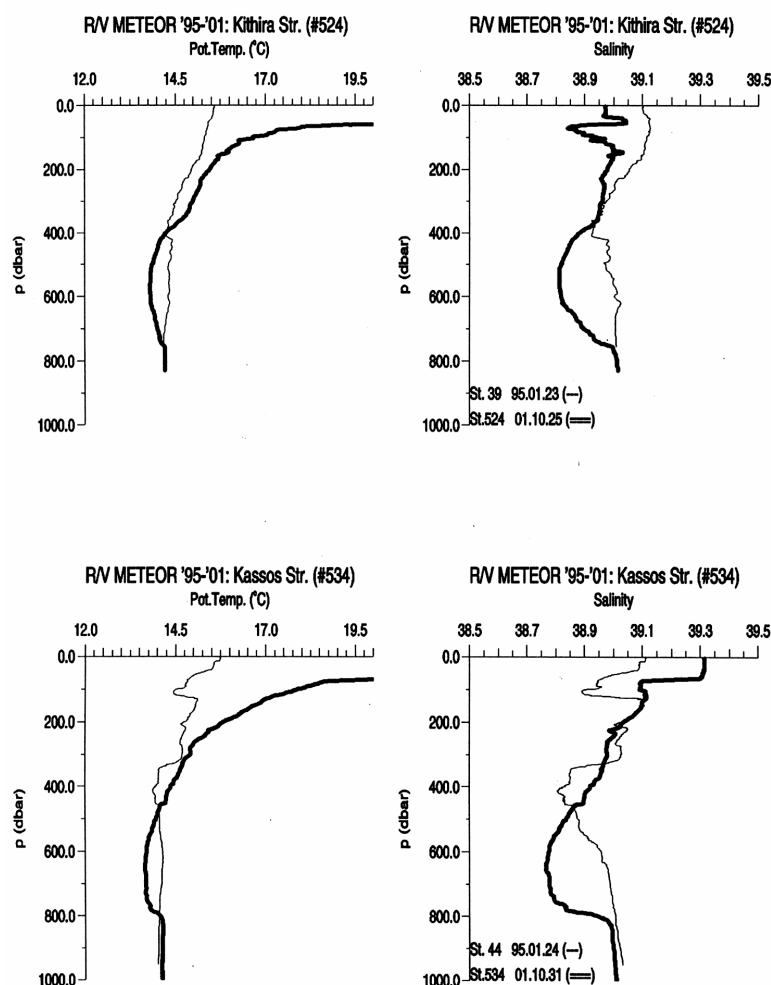 R/V METEOR '95-'01: Kithira Str. (#524)
Pot.Temp. (°C)
12.0 14.5 17.0 19.5
0.0
200.0
400.0
600.0
800.0
1000.0
p (dbar)
R/V METEOR '95-'01: Kithira Str. (#524)
Salinity
38.5 38.7 38.9 39.1 39.3 39.5
0.0
200.0
400.0
600.0
800.0
1000.0
p (dbar)
St. 39 95.01.23 (—)
St.524 01.10.25 (═)
R/V METEOR '95-'01: Kassos Str. (#534)
Pot.Temp. (°C)
12.0 14.5 17.0 19.5
0.0
200.0
400.0
600.0
800.0
1000.0
p (dbar)
R/V METEOR '95-'01: Kassos Str. (#534)
Salinity
38.5 38.7 38.9 39.1 39.3 39.5
0.0
200.0
400.0
600.0
800.0
1000.0
p (dbar)
St. 44 95.01.24 (—)
St.534 01.10.31 (═)